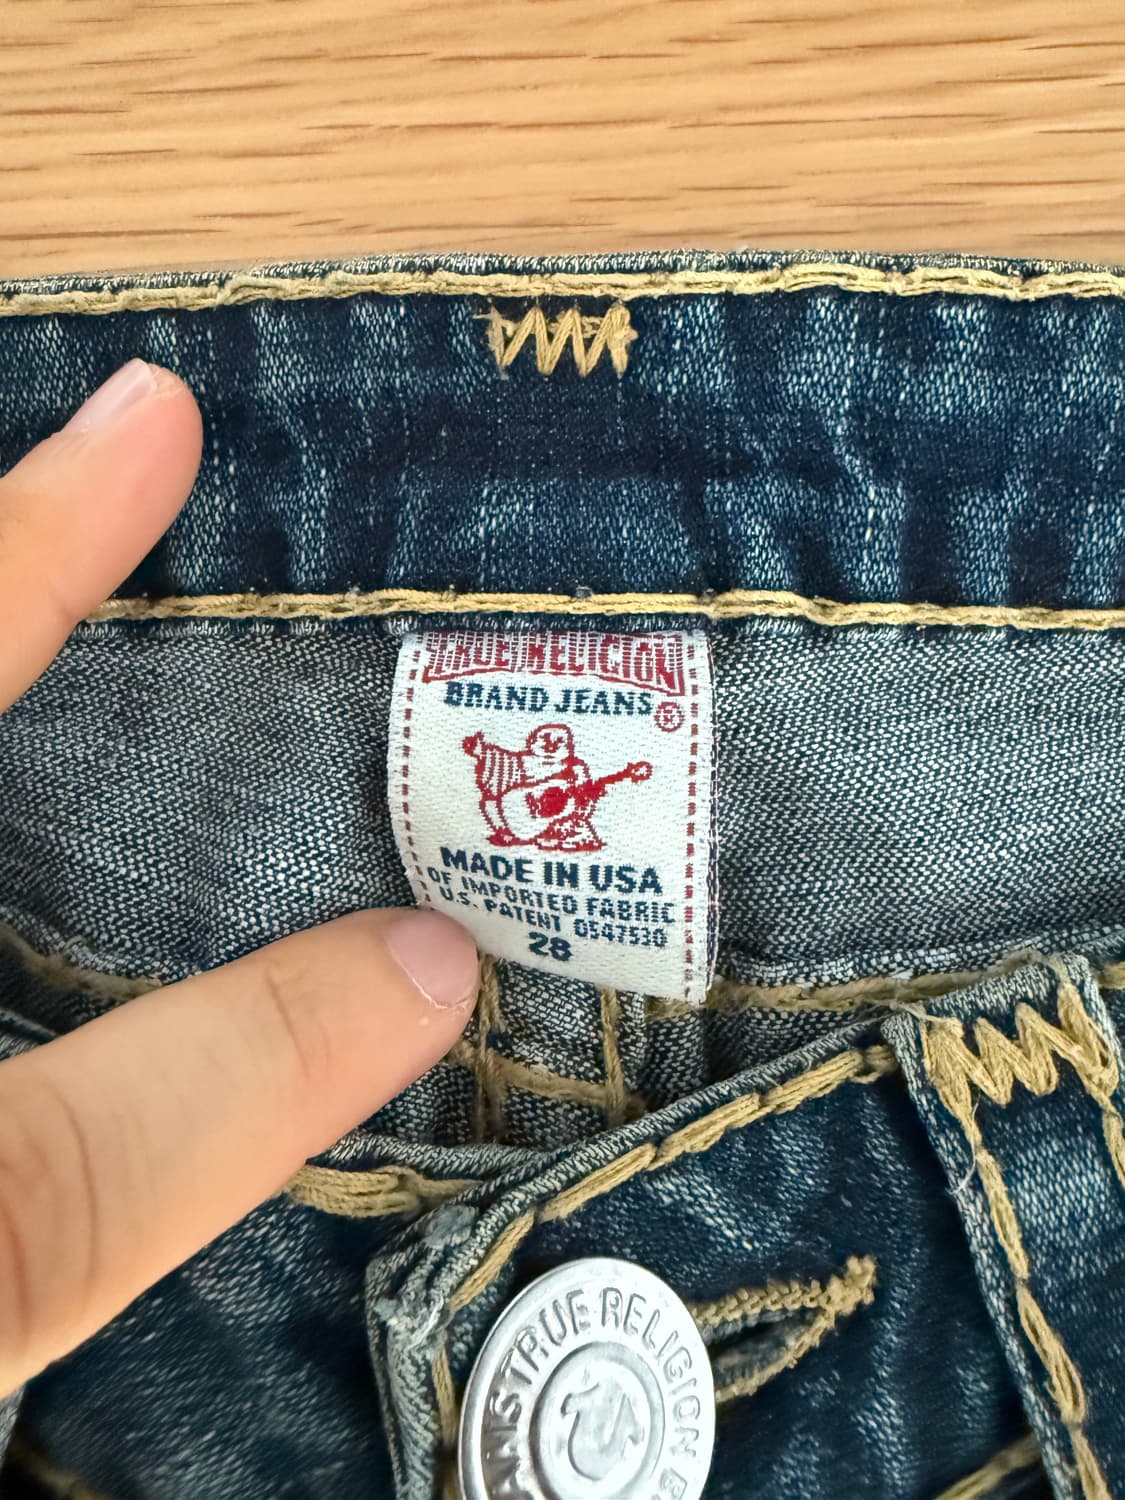 TRUE RELIGION
BRAND JEANS ®
MADE IN USA
OF IMPORTED FABRIC
U.S. PATENT D547530
28
TRUE RELIGION